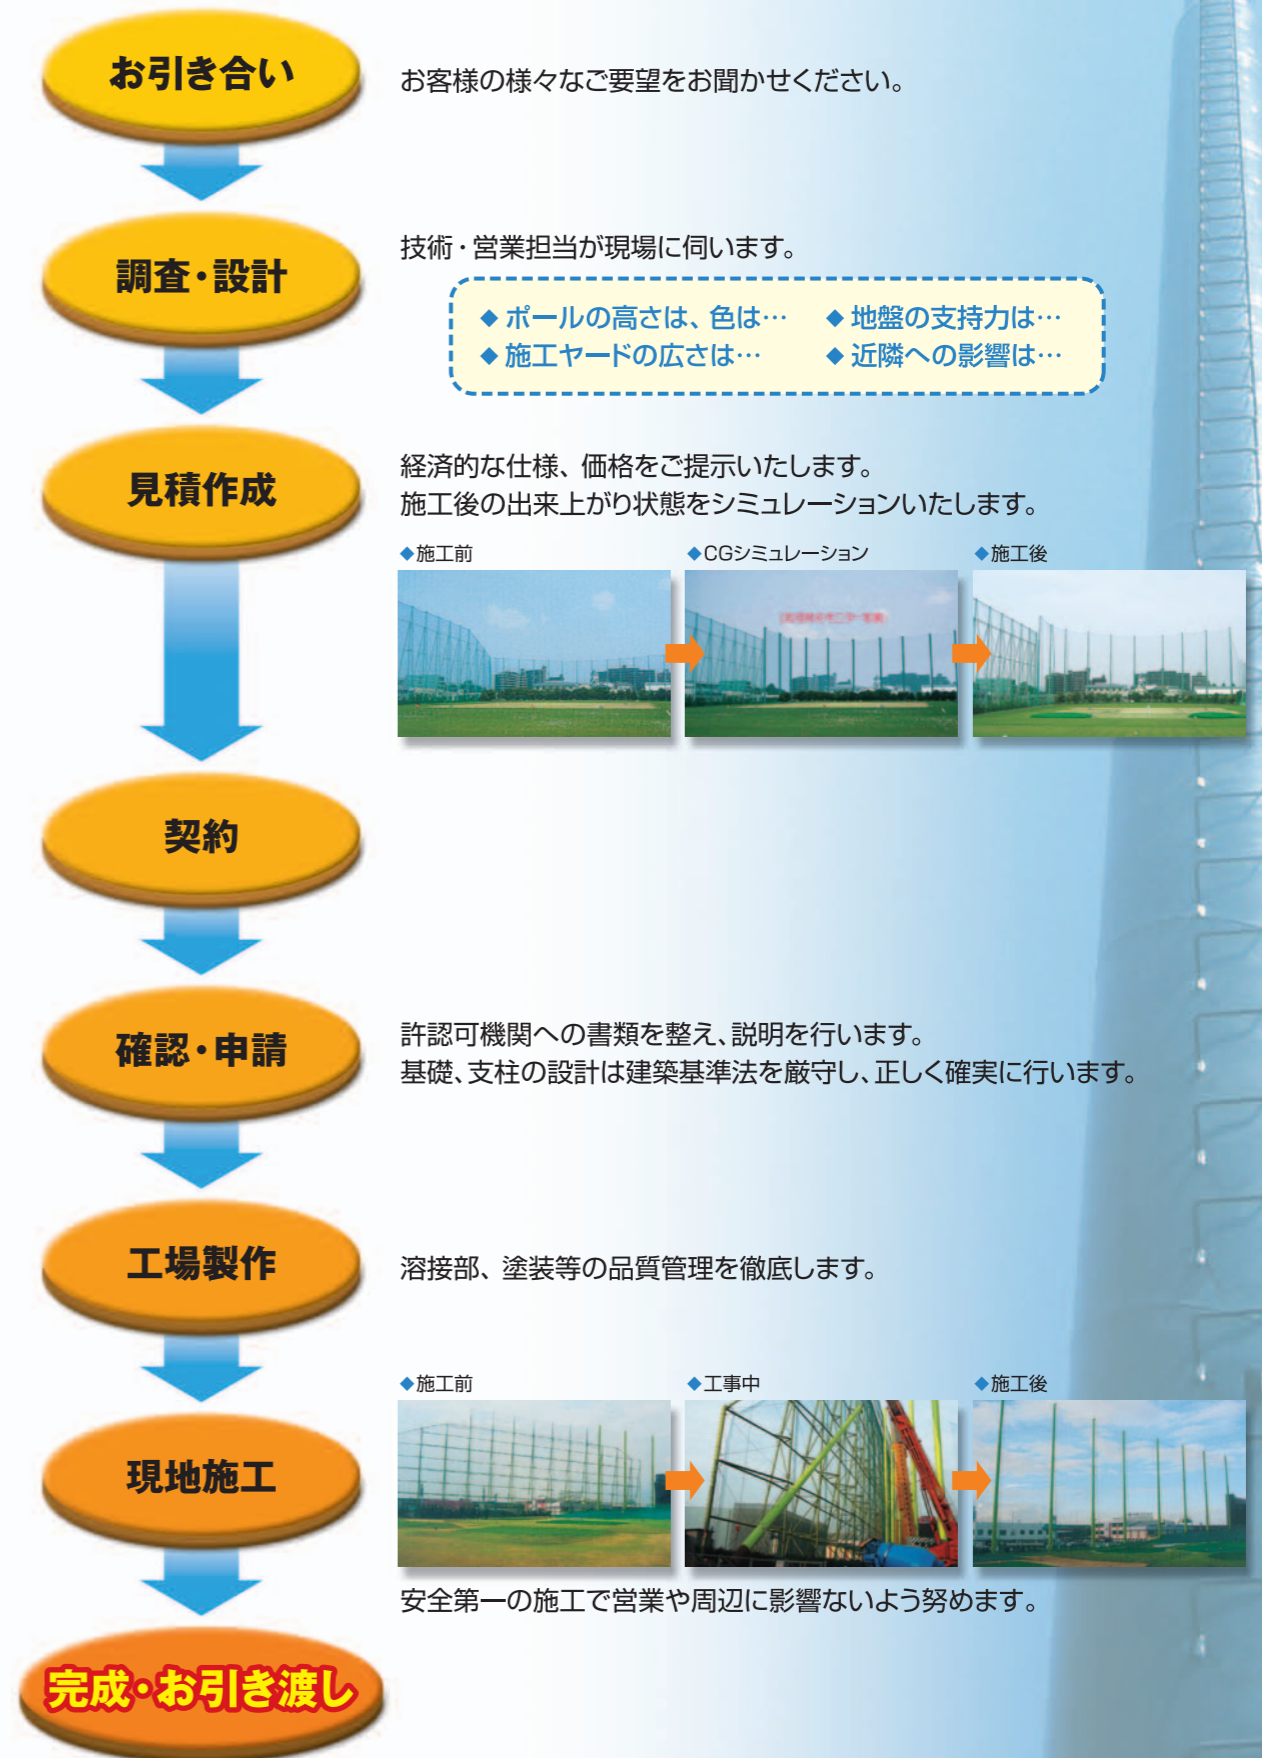 お引き合い
お客様の様々なご要望をお聞かせください。
調査・設計
技術・営業担当が現場に伺います。
◆ポールの高さは、色は… ◆地盤の支持力は…
◆施工ヤードの広さは… ◆近隣への影響は…
見積作成
経済的な仕様、価格をご提示いたします。
施工後の出来上がり状態をシミュレーションいたします。
◆施工前 ◆CGシミュレーション ◆施工後
契約
確認・申請
許認可機関への書類を整え、説明を行います。
基礎、支柱の設計は建築基準法を厳守し、正しく確実に行います。
工場製作
溶接部、塗装等の品質管理を徹底します。
◆施工前 ◆工事中 ◆施工後
現地施工
安全第一の施工で営業や周辺に影響ないよう努めます。
完成・お引き渡し